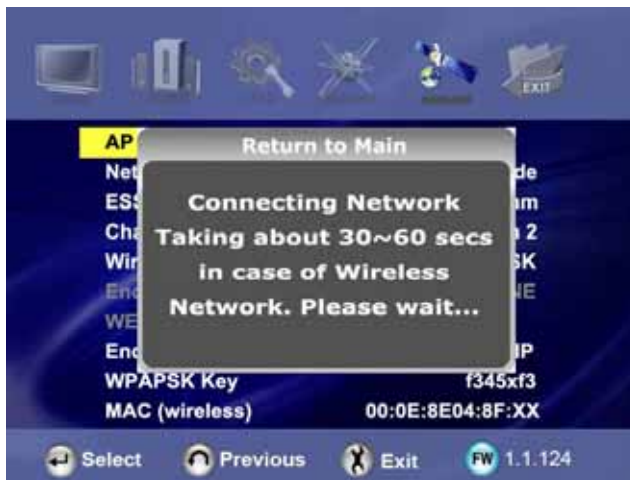 EXIT
AP
Return to Main
Net de
ESS um
Connecting Network
Cha 2
Taking about 30~60 secs
Wir SK
in case of Wireless
Enc NE
Network. Please wait...
WE
Enc IP
WPAPSK Key f345xf3
MAC (wireless) 00:0E:8E04:8F:XX
Select Previous Exit FW 1.1.124